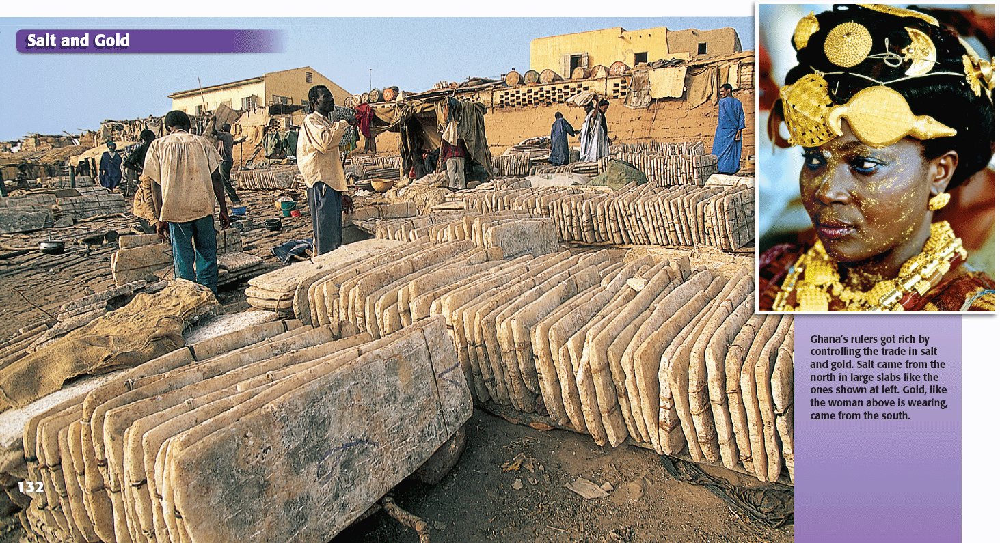 Salt and Gold
Ghana's rulers got rich by
controlling the trade in salt
and gold. Salt came from the
north in large slabs like the
ones shown at left. Gold, like
the woman above is wearing,
came from the south.
132